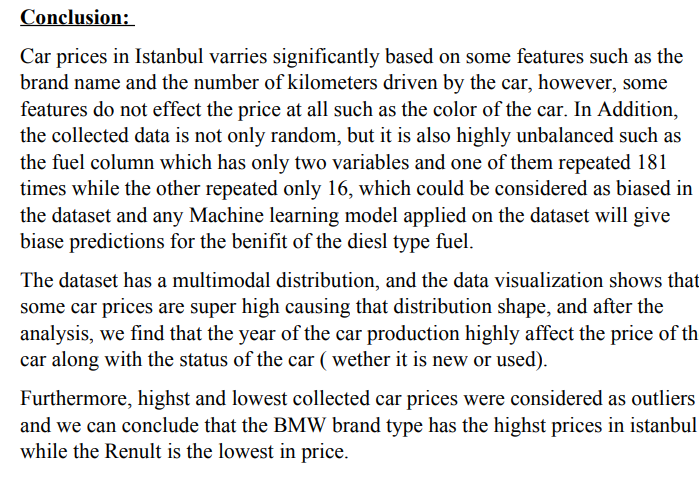 Conclusion:
Car prices in Istanbul varries significantly based on some features such as the
brand name and the number of kilometers driven by the car, however, some
features do not effect the price at all such as the color of the car. In Addition,
the collected data is not only random, but it is also highly unbalanced such as
the fuel column which has only two variables and one of them repeated 181
times while the other repeated only 16, which could be considered as biased in
the dataset and any Machine learning model applied on the dataset will give
biase predictions for the benifit of the diesl type fuel.
The dataset has a multimodal distribution, and the data visualization shows that
some car prices are super high causing that distribution shape, and after the
analysis, we find that the year of the car production highly affect the price of th
car along with the status of the car ( wether it is new or used).
Furthermore, highst and lowest collected car prices were considered as outliers
and we can conclude that the BMW brand type has the highst prices in istanbul
while the Renult is the lowest in price.